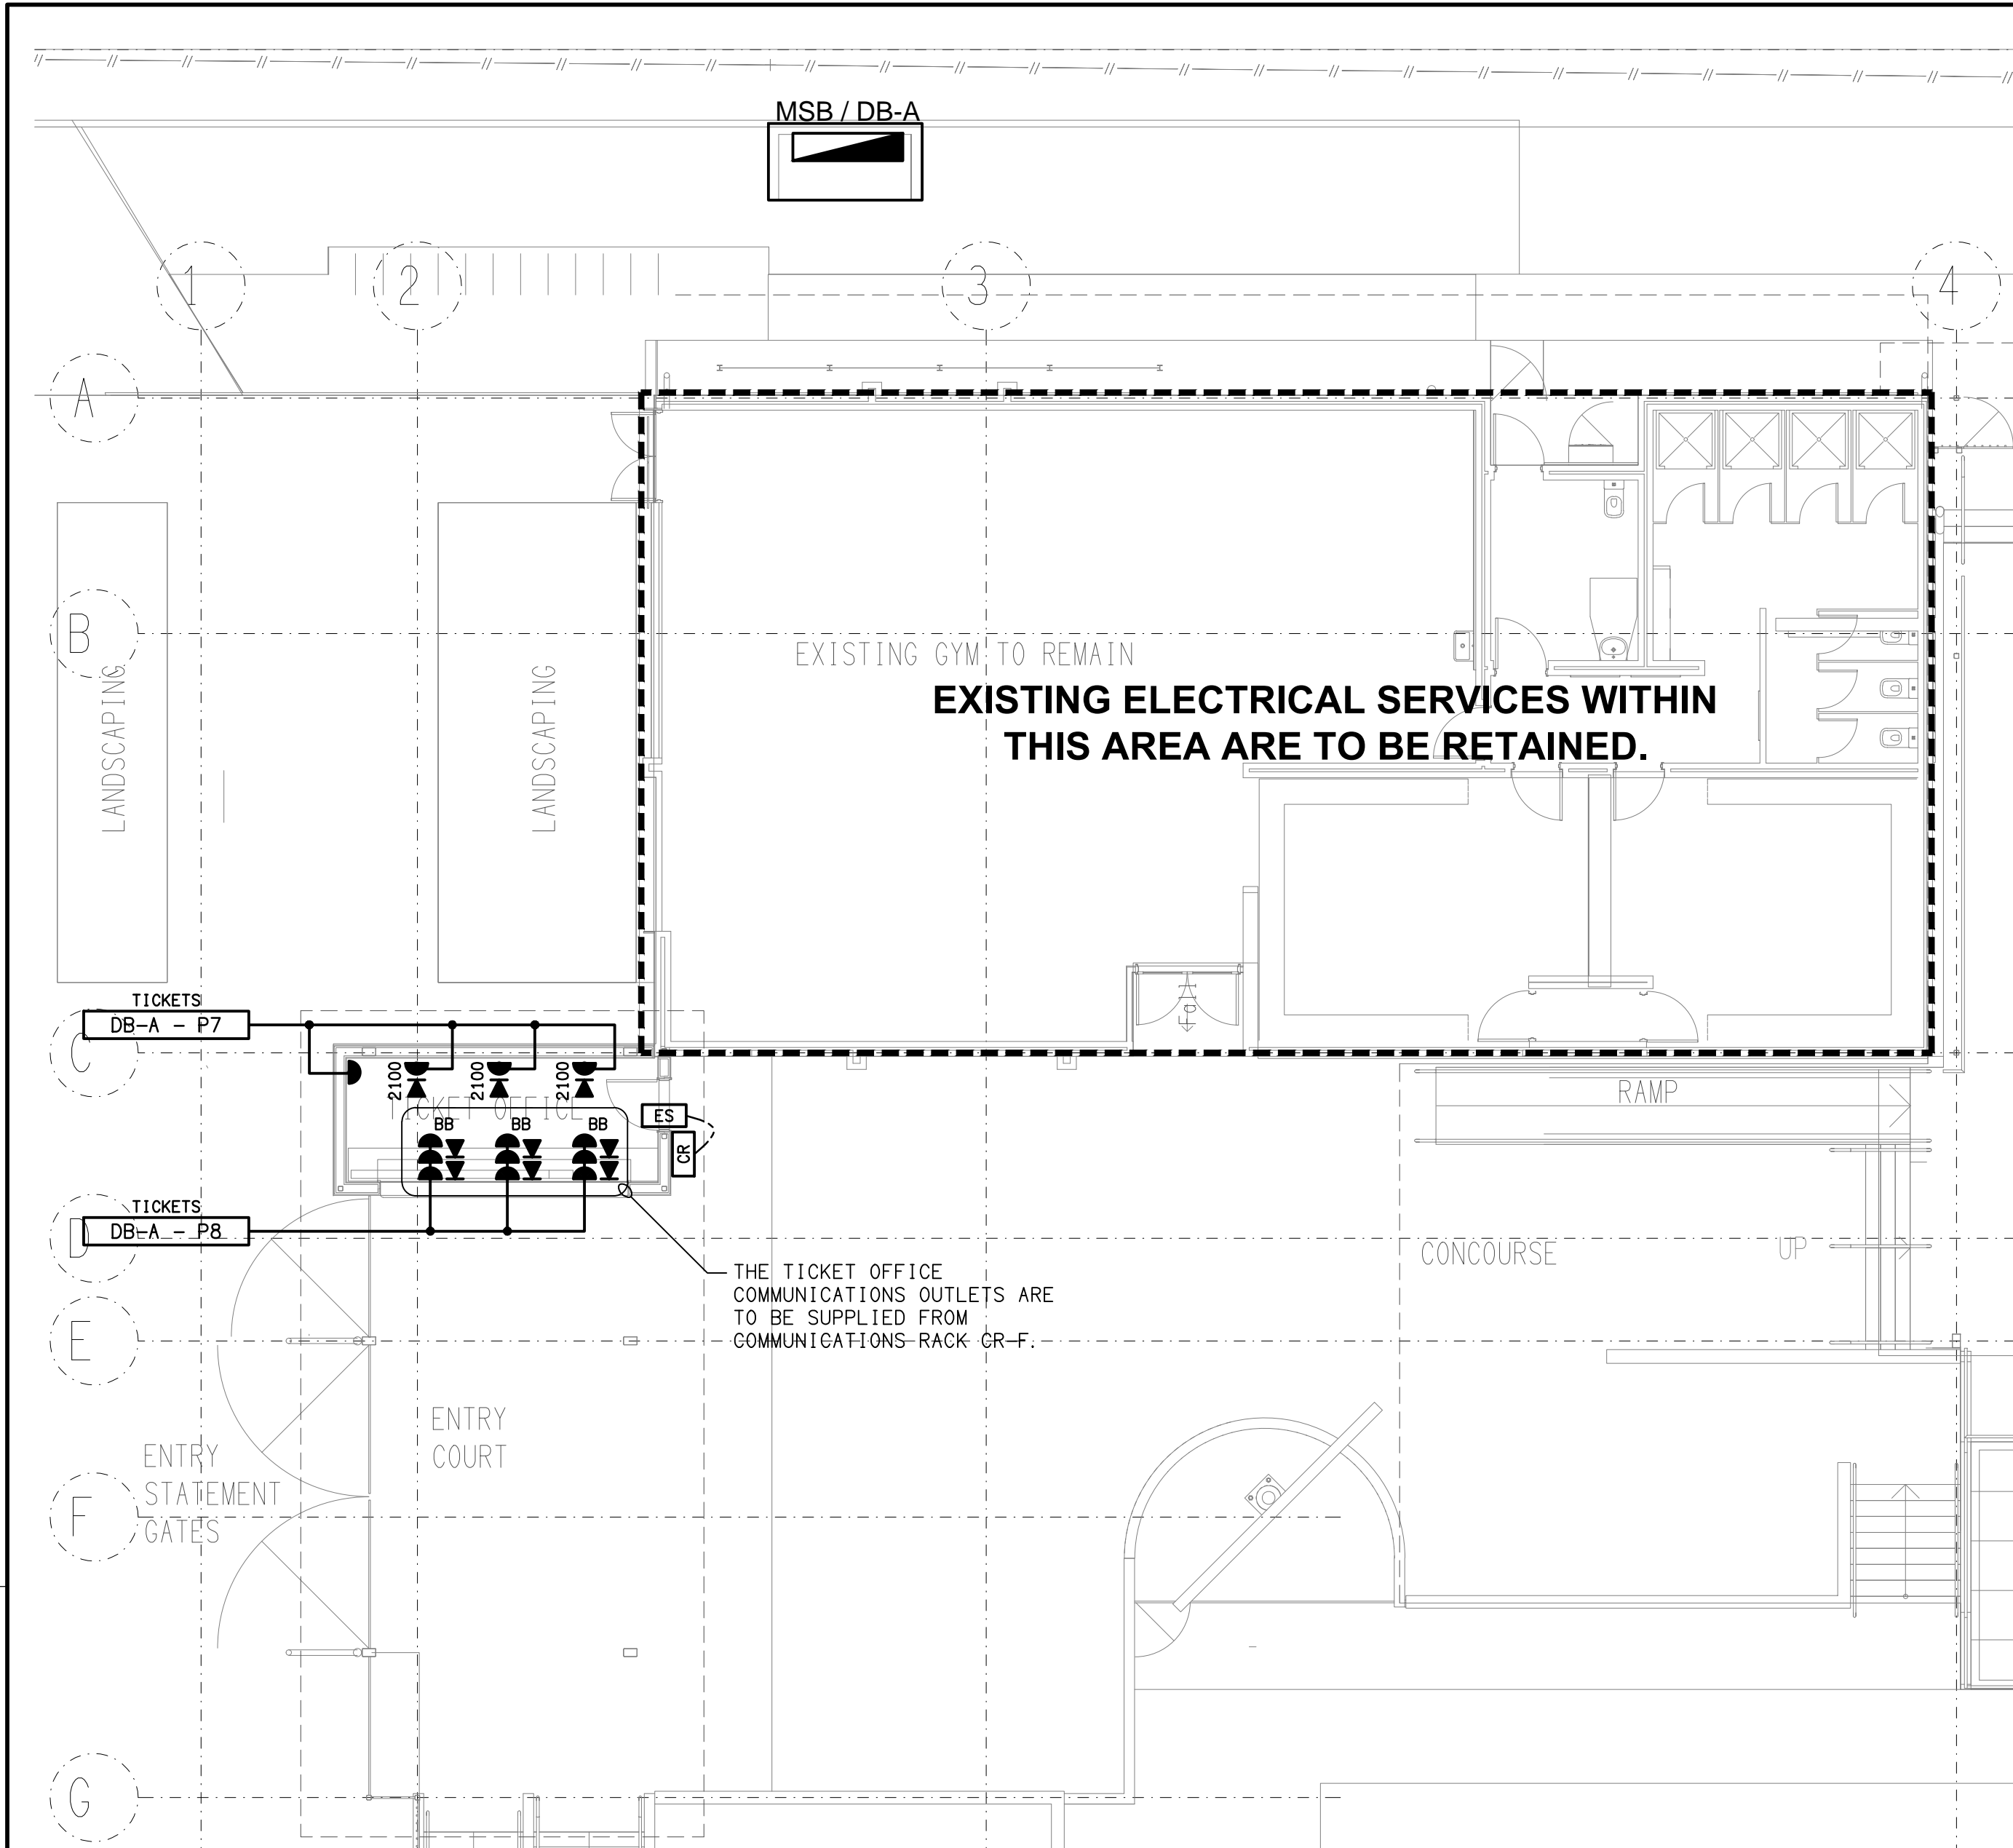 MSB / DB-A
1
2
3
4
A
B
EXISTING GYM TO REMAIN
EXISTING ELECTRICAL SERVICES WITHIN
THIS AREA ARE TO BE RETAINED.
LANDSCAPING
LANDSCAPING
TICKETS
DB-A - P7
C
2100
2100
2100
TICKET OFFICE
BB
BB
BB
ES
CR
RAMP
TICKETS
DB-A - P8
D
CONCOURSE
UP
THE TICKET OFFICE
COMMUNICATIONS OUTLETS ARE
TO BE SUPPLIED FROM
COMMUNICATIONS RACK CR-F.
E
ENTRY
COURT
ENTRY
STATEMENT
GATES
F
G